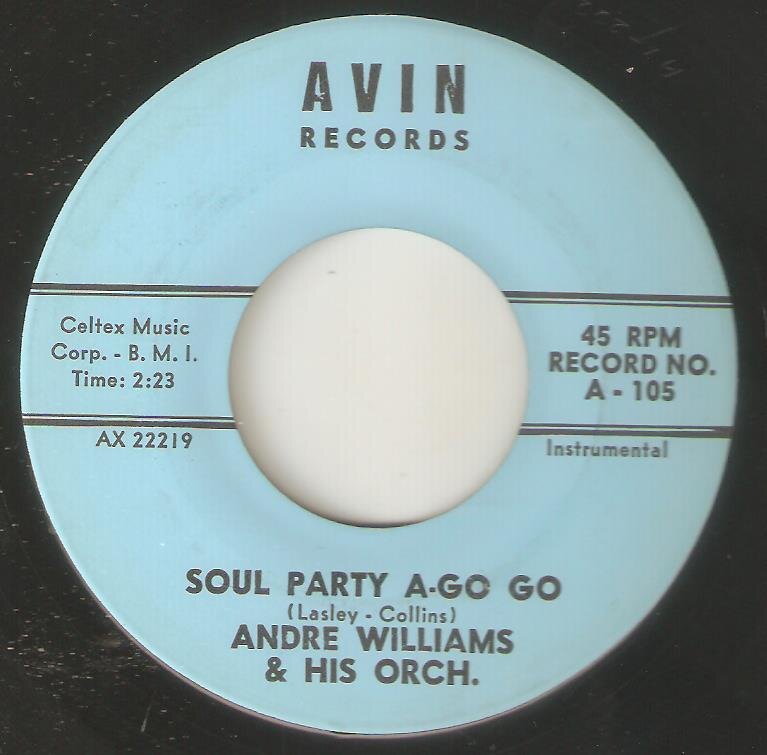 AVIN
RECORDS
Celtex Music
Corp. - B. M. I.
Time: 2:23
AX 22219
45 RPM
RECORD NO.
A - 105
Instrumental
SOUL PARTY A-GO GO
(Lasley - Collins)
ANDRE WILLIAMS
& HIS ORCH.